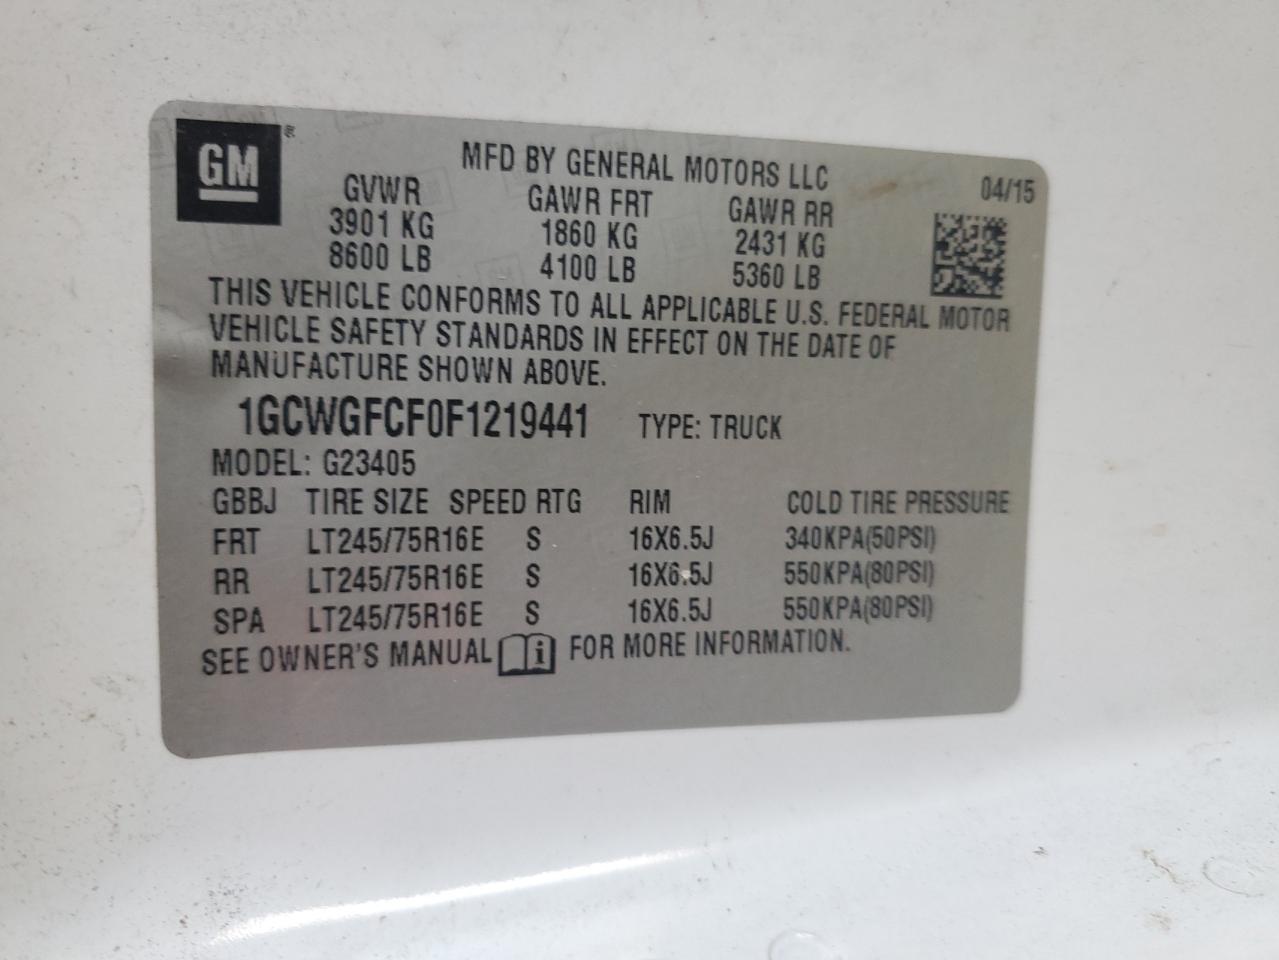 GM
MFD BY GENERAL MOTORS LLC
04/15
GVWR GAWR FRT GAWR RR
3901 KG 1860 KG 2431 KG
8600 LB 4100 LB 5360 LB
THIS VEHICLE CONFORMS TO ALL APPLICABLE U.S. FEDERAL MOTOR
VEHICLE SAFETY STANDARDS IN EFFECT ON THE DATE OF
MANUFACTURE SHOWN ABOVE.
1GCWGFCF0F1219441 TYPE: TRUCK
MODEL: G23405
GBBJ TIRE SIZE SPEED RTG RIM COLD TIRE PRESSURE
FRT LT245/75R16E S 16X6.5J 340KPA(50PSI)
RR LT245/75R16E S 16X6.5J 550KPA(80PSI)
SPA LT245/75R16E S 16X6.5J 550KPA(80PSI)
SEE OWNER'S MANUAL i FOR MORE INFORMATION.